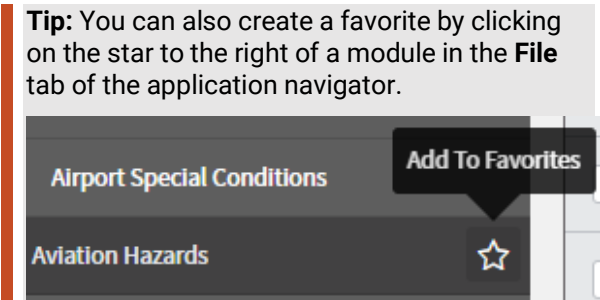 Tip: You can also create a favorite by clicking
on the star to the right of a module in the File
tab of the application navigator.
Add To Favorites
Airport Special Conditions
Aviation Hazards